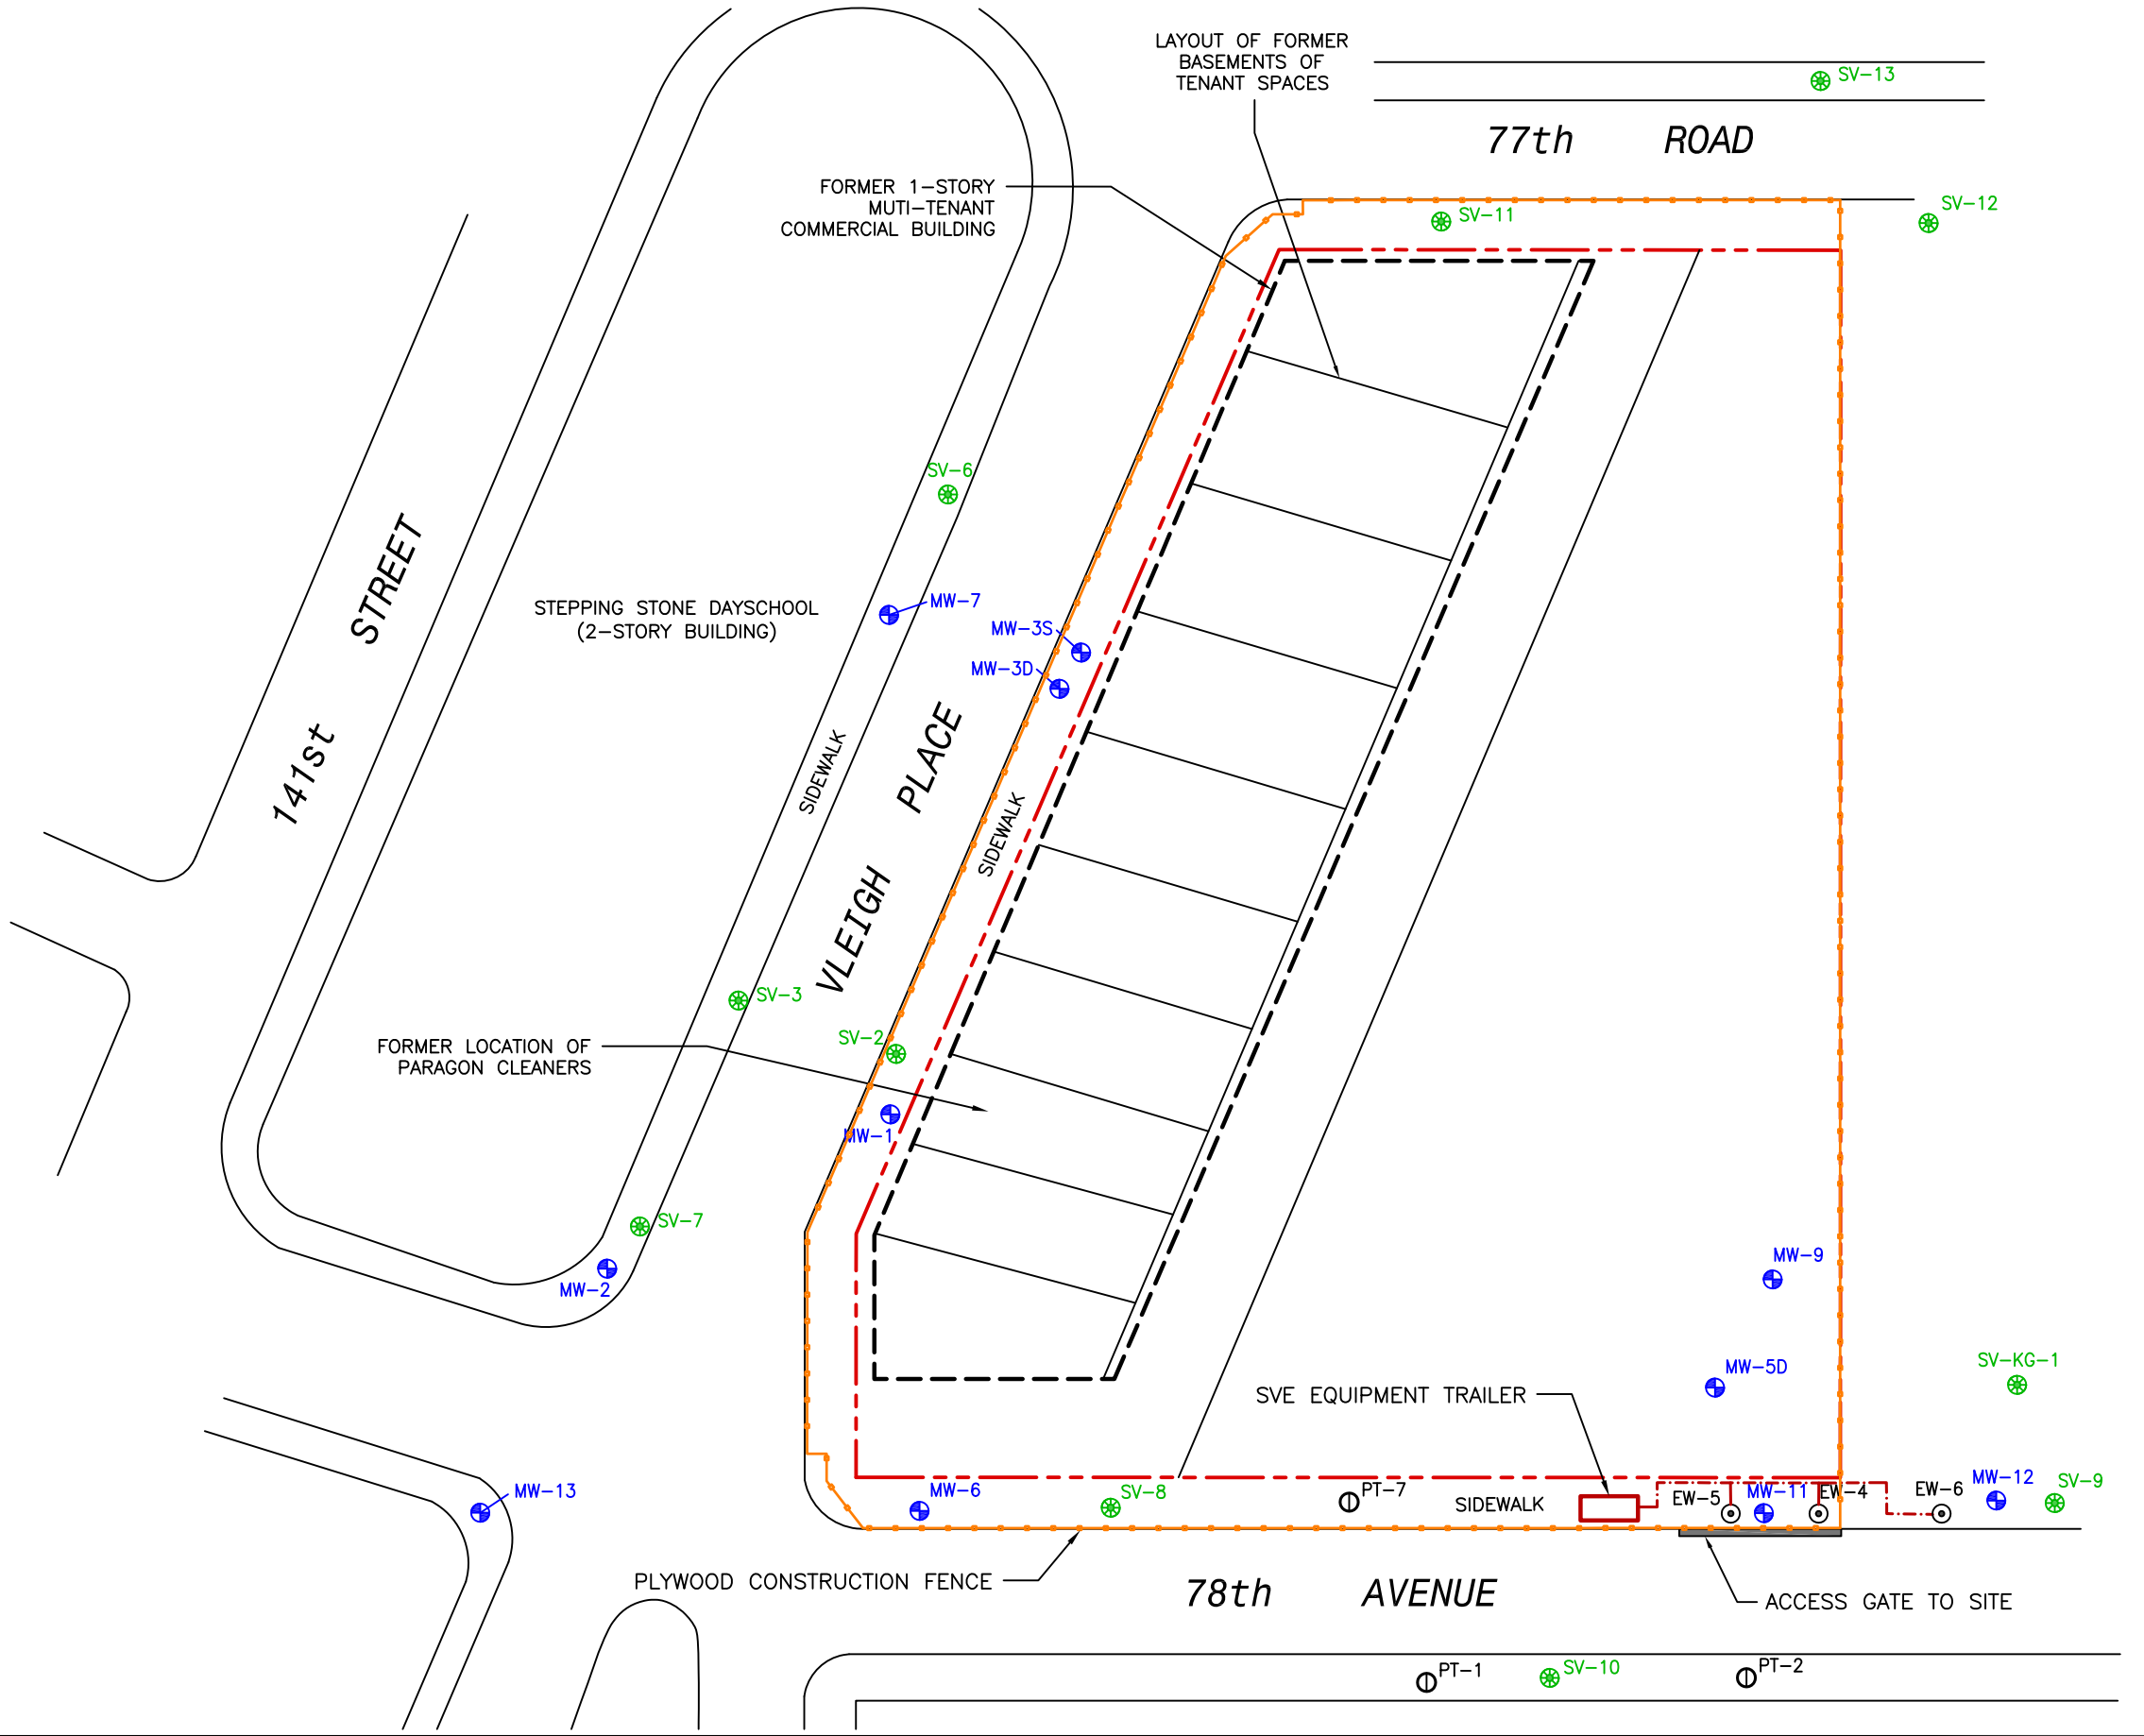 LAYOUT OF FORMER
BASEMENTS OF
TENANT SPACES
SV-13
77th ROAD
FORMER 1-STORY
MUTI-TENANT
COMMERCIAL BUILDING
SV-11
SV-12
SV-6
141st STREET
STEPPING STONE DAYSCHOOL
(2-STORY BUILDING)
MW-7
MW-3S
MW-3D
SIDEWALK
VLEIGH PLACE
SIDEWALK
SV-3
SV-2
FORMER LOCATION OF
PARAGON CLEANERS
MW-1
SV-7
MW-2
MW-9
MW-5D
SV-KG-1
SVE EQUIPMENT TRAILER
MW-13
MW-6
SV-8
PT-7
SIDEWALK
EW-5
MW-11
EW-4
EW-6
MW-12
SV-9
PLYWOOD CONSTRUCTION FENCE
78th AVENUE
ACCESS GATE TO SITE
PT-1
SV-10
PT-2